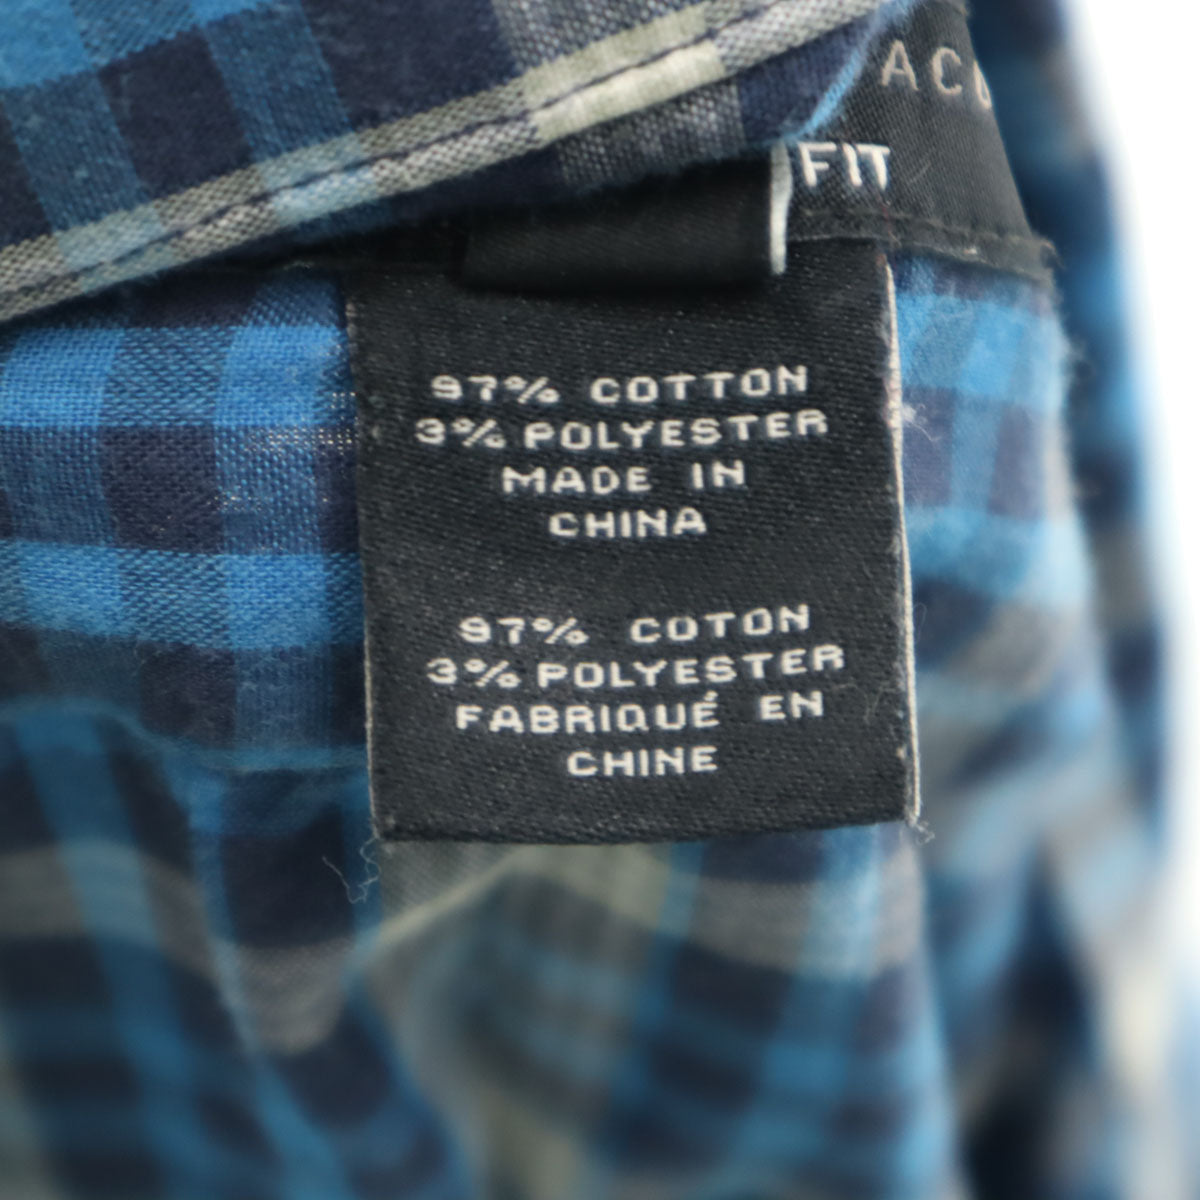 FIT
97% COTTON
3% POLYESTER
MADE IN
CHINA
97% COTON
3% POLYESTER
FABRIQUÉ EN
CHINE